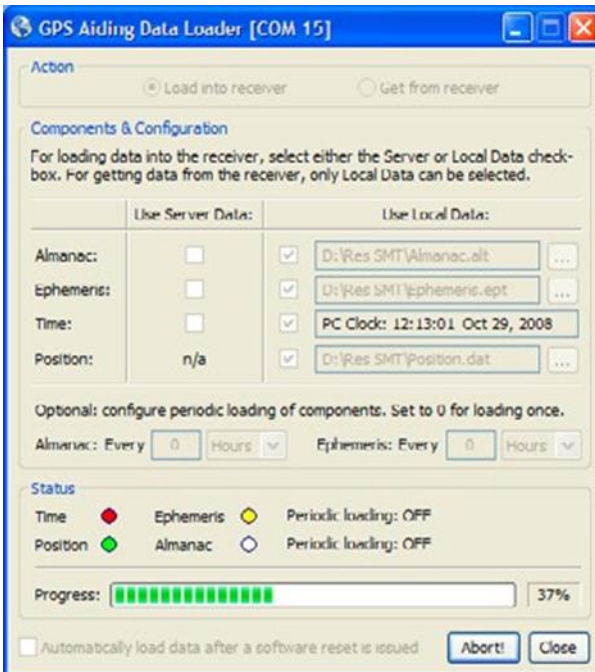 GPS Aiding Data Loader [COM 15]
Action
Load into receiver Get from receiver
Components & Configuration
For loading data into the receiver, select either the Server or Local Data check-
box. For getting data from the receiver, only Local Data can be selected.
Use Server Data: Use Local Data:
Almanac: D:\Res SMT\Almanac.alt ...
Ephemeris: D:\Res SMT\Ephemeris.ept ...
Time: PC Clock: 12:13:01 Oct 29, 2008
Position: n/a D:\Res SMT\Position.dat ...
Optional: configure periodic loading of components. Set to 0 for loading once.
Almanac: Every 0 Hours Ephemeris: Every 0 Hours
Status
Time Ephemeris Periodic loading: OFF
Position Almanac Periodic loading: OFF
Progress: 37%
Automatically load data after a software reset is issued Abort! Close